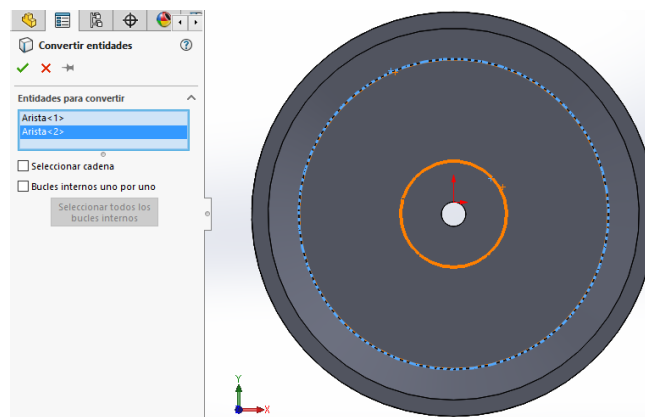 Convertir entidades
Entidades para convertir
Arista<1>
Arista<2>
Seleccionar cadena
Bucles internos uno por uno
Seleccionar todos los
bucles internos
Y
X